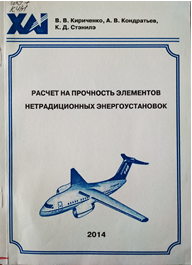 ХАІ
В. В. Кириченко, А. В. Кондратьев,
К. Д. Стэнилэ
РАСЧЕТ НА ПРОЧНОСТЬ ЭЛЕМЕНТОВ
НЕТРАДИЦИОННЫХ ЭНЕРГОУСТАНОВОК
2014